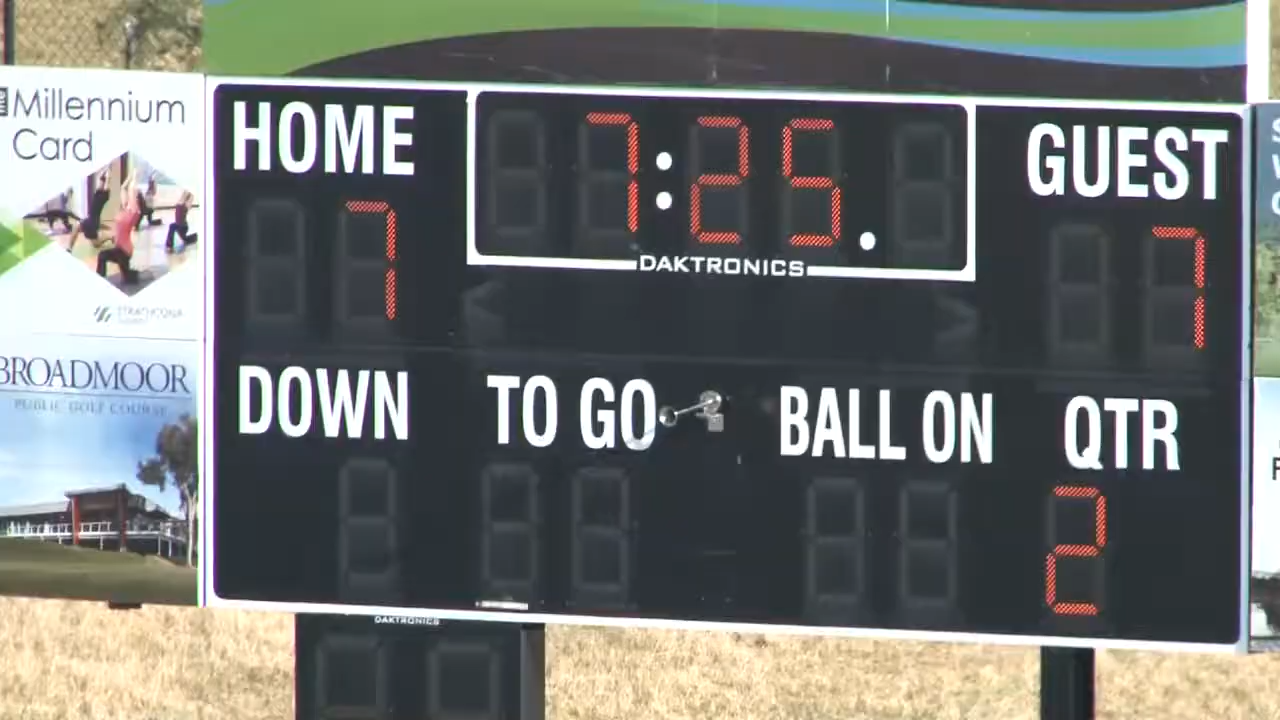 Millennium
Card
STRATHCONA
BROADMOOR
PUBLIC GOLF COURSE
HOME
7:25.
GUEST
7
7
DAKTRONICS
DOWN
TO GO
BALL ON
QTR
2
DAKTRONICS